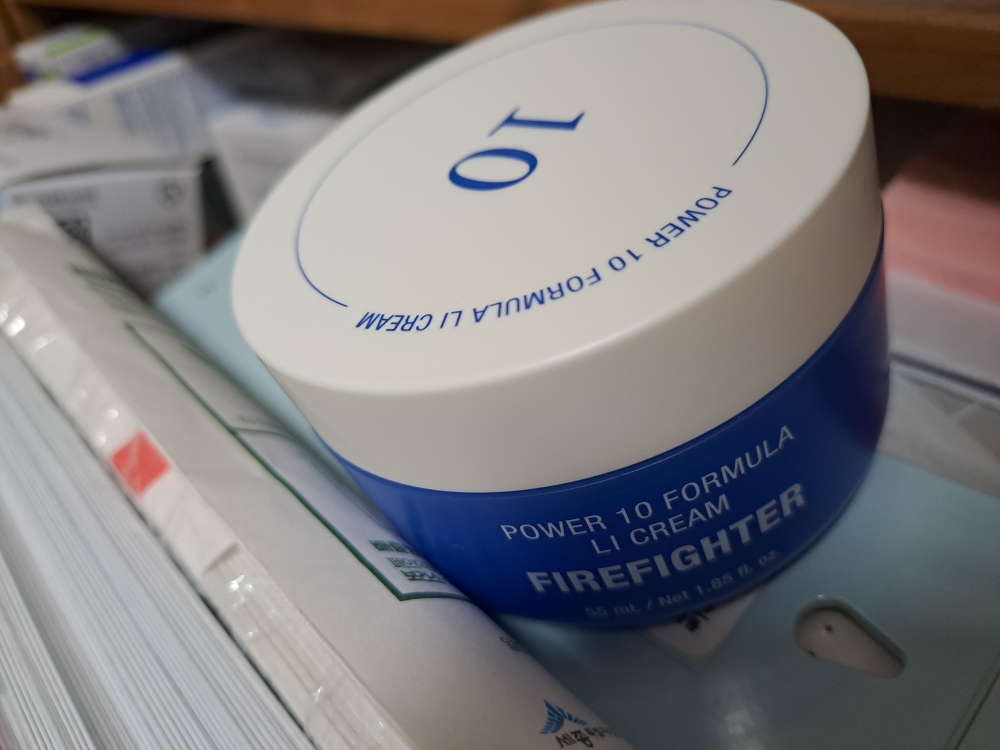 10
POWER 10 FORMULA LI CREAM
POWER 10 FORMULA
LI CREAM
FIREFIGHTER
55 mL / Net 1.85 fl. oz.